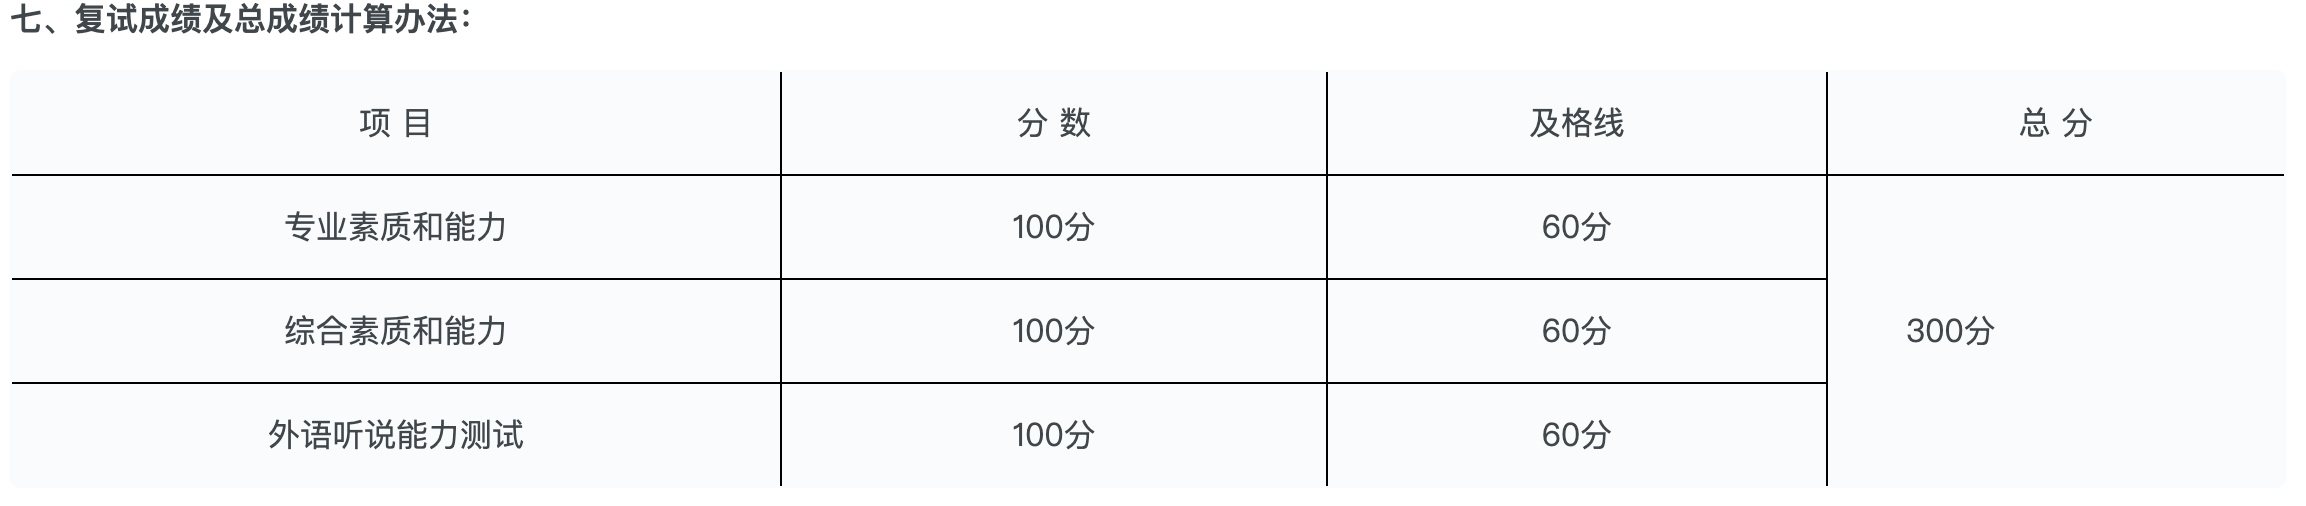 七、复试成绩及总成绩计算办法：
项 目 分 数 及格线 总 分
专业素质和能力 100分 60分
综合素质和能力 100分 60分 300分
外语听说能力测试 100分 60分